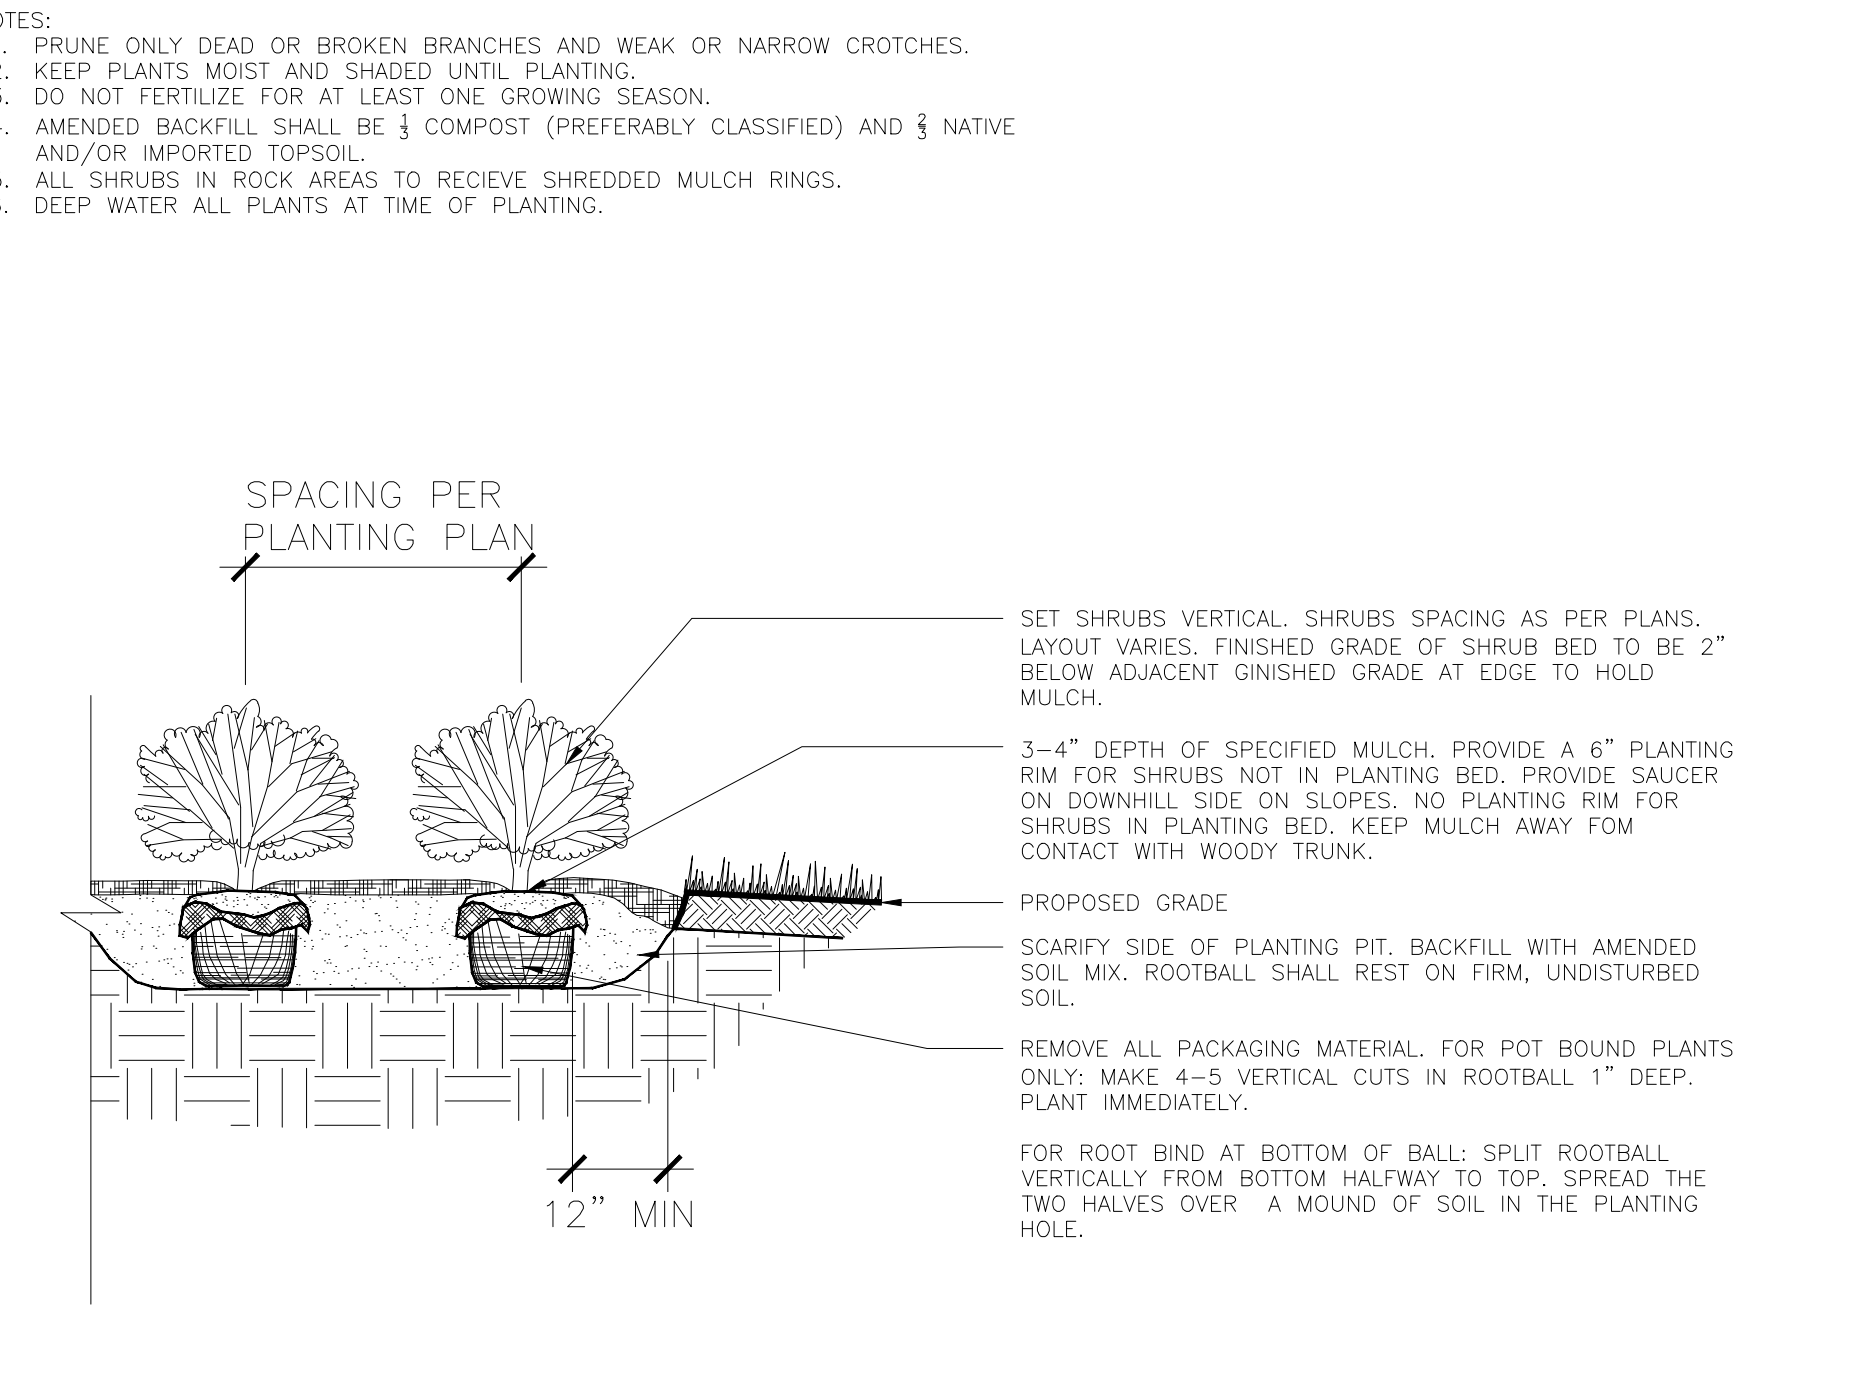 OTES:
. PRUNE ONLY DEAD OR BROKEN BRANCHES AND WEAK OR NARROW CROTCHES.
. KEEP PLANTS MOIST AND SHADED UNTIL PLANTING.
. DO NOT FERTILIZE FOR AT LEAST ONE GROWING SEASON.
. AMENDED BACKFILL SHALL BE 1/3 COMPOST (PREFERABLY CLASSIFIED) AND 2/3 NATIVE
AND/OR IMPORTED TOPSOIL.
. ALL SHRUBS IN ROCK AREAS TO RECIEVE SHREDDED MULCH RINGS.
. DEEP WATER ALL PLANTS AT TIME OF PLANTING.
SPACING PER
PLANTING PLAN
SET SHRUBS VERTICAL. SHRUBS SPACING AS PER PLANS.
LAYOUT VARIES. FINISHED GRADE OF SHRUB BED TO BE 2”
BELOW ADJACENT GINISHED GRADE AT EDGE TO HOLD
MULCH.
3–4” DEPTH OF SPECIFIED MULCH. PROVIDE A 6” PLANTING
RIM FOR SHRUBS NOT IN PLANTING BED. PROVIDE SAUCER
ON DOWNHILL SIDE ON SLOPES. NO PLANTING RIM FOR
SHRUBS IN PLANTING BED. KEEP MULCH AWAY FOM
CONTACT WITH WOODY TRUNK.
PROPOSED GRADE
SCARIFY SIDE OF PLANTING PIT. BACKFILL WITH AMENDED
SOIL MIX. ROOTBALL SHALL REST ON FIRM, UNDISTURBED
SOIL.
REMOVE ALL PACKAGING MATERIAL. FOR POT BOUND PLANTS
ONLY: MAKE 4–5 VERTICAL CUTS IN ROOTBALL 1” DEEP.
PLANT IMMEDIATELY.
FOR ROOT BIND AT BOTTOM OF BALL: SPLIT ROOTBALL
VERTICALLY FROM BOTTOM HALFWAY TO TOP. SPREAD THE
TWO HALVES OVER A MOUND OF SOIL IN THE PLANTING
HOLE.
12” MIN